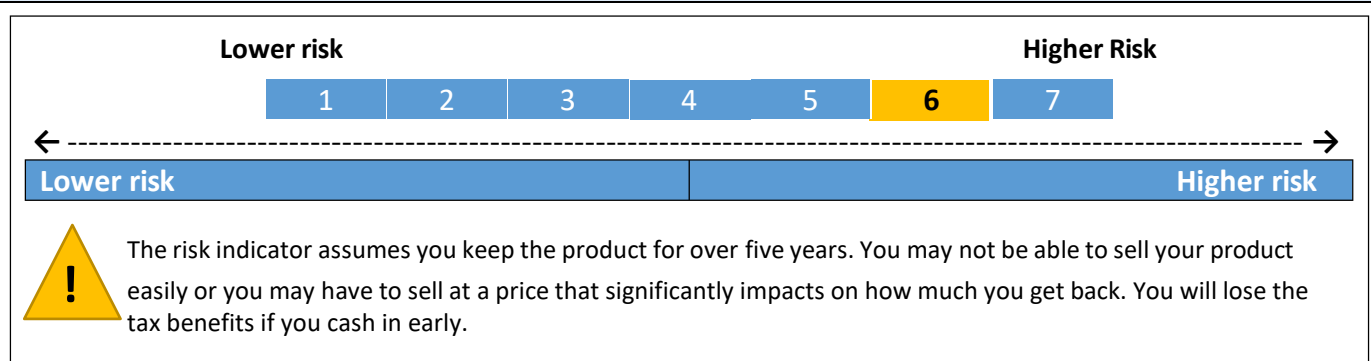 Lower risk Higher Risk
1 2 3 4 5 6 7
← ---------------------------------------------------------------------------------------------------------------------- →
Lower risk Higher risk
The risk indicator assumes you keep the product for over five years. You may not be able to sell your product
! easily or you may have to sell at a price that significantly impacts on how much you get back. You will lose the
tax benefits if you cash in early.